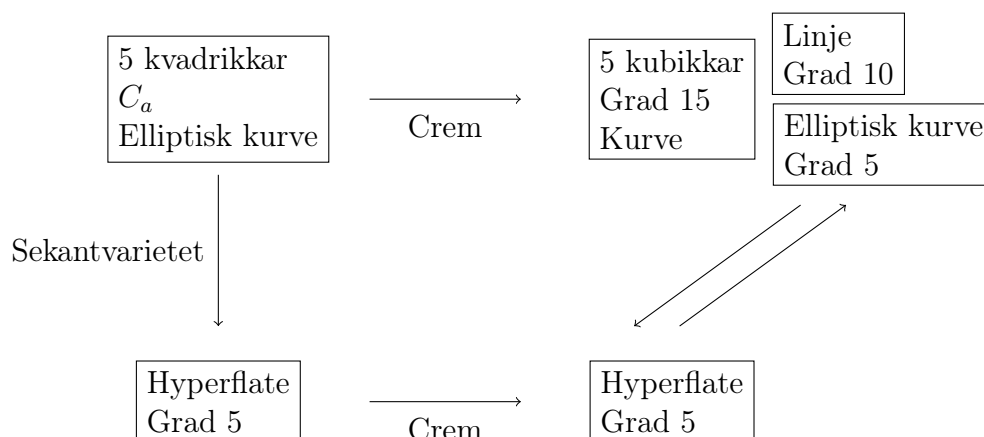 5 kvadrikkar
C_a
Elliptisk kurve
Crem
5 kubikkar
Grad 15
Kurve
Linje
Grad 10
Elliptisk kurve
Grad 5
Sekantvarietet
Hyperflate
Grad 5
Crem
Hyperflate
Grad 5